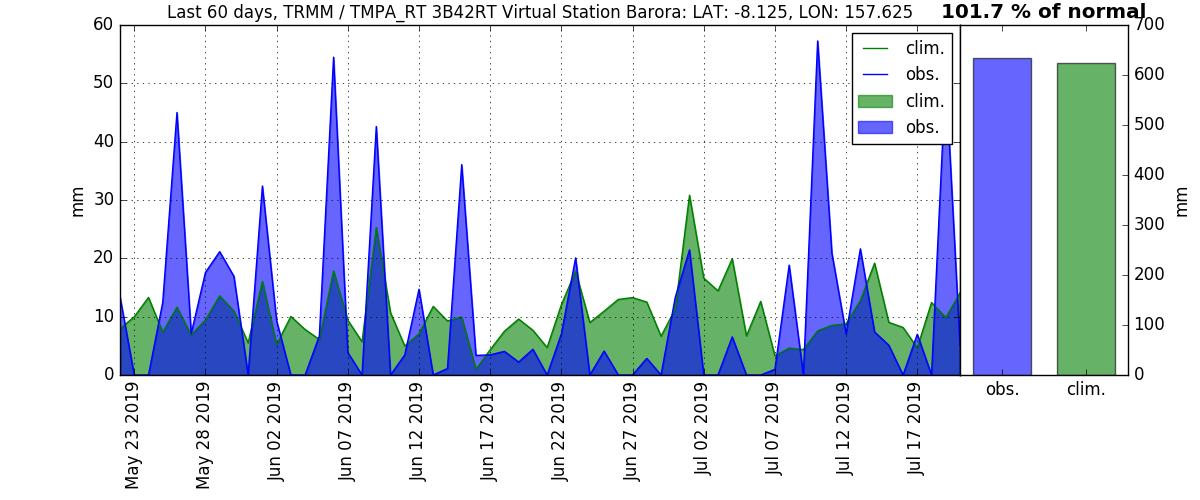 Last 60 days, TRMM / TMPA_RT 3B42RT Virtual Station Barora: LAT: -8.125, LON: 157.625
101.7 % of normal
60
50
40
30
20
10
0
mm
clim.
obs.
clim.
obs.
700
600
500
400
300
200
100
0
mm
May 23 2019
May 28 2019
Jun 02 2019
Jun 07 2019
Jun 12 2019
Jun 17 2019
Jun 22 2019
Jun 27 2019
Jul 02 2019
Jul 07 2019
Jul 12 2019
Jul 17 2019
obs.
clim.